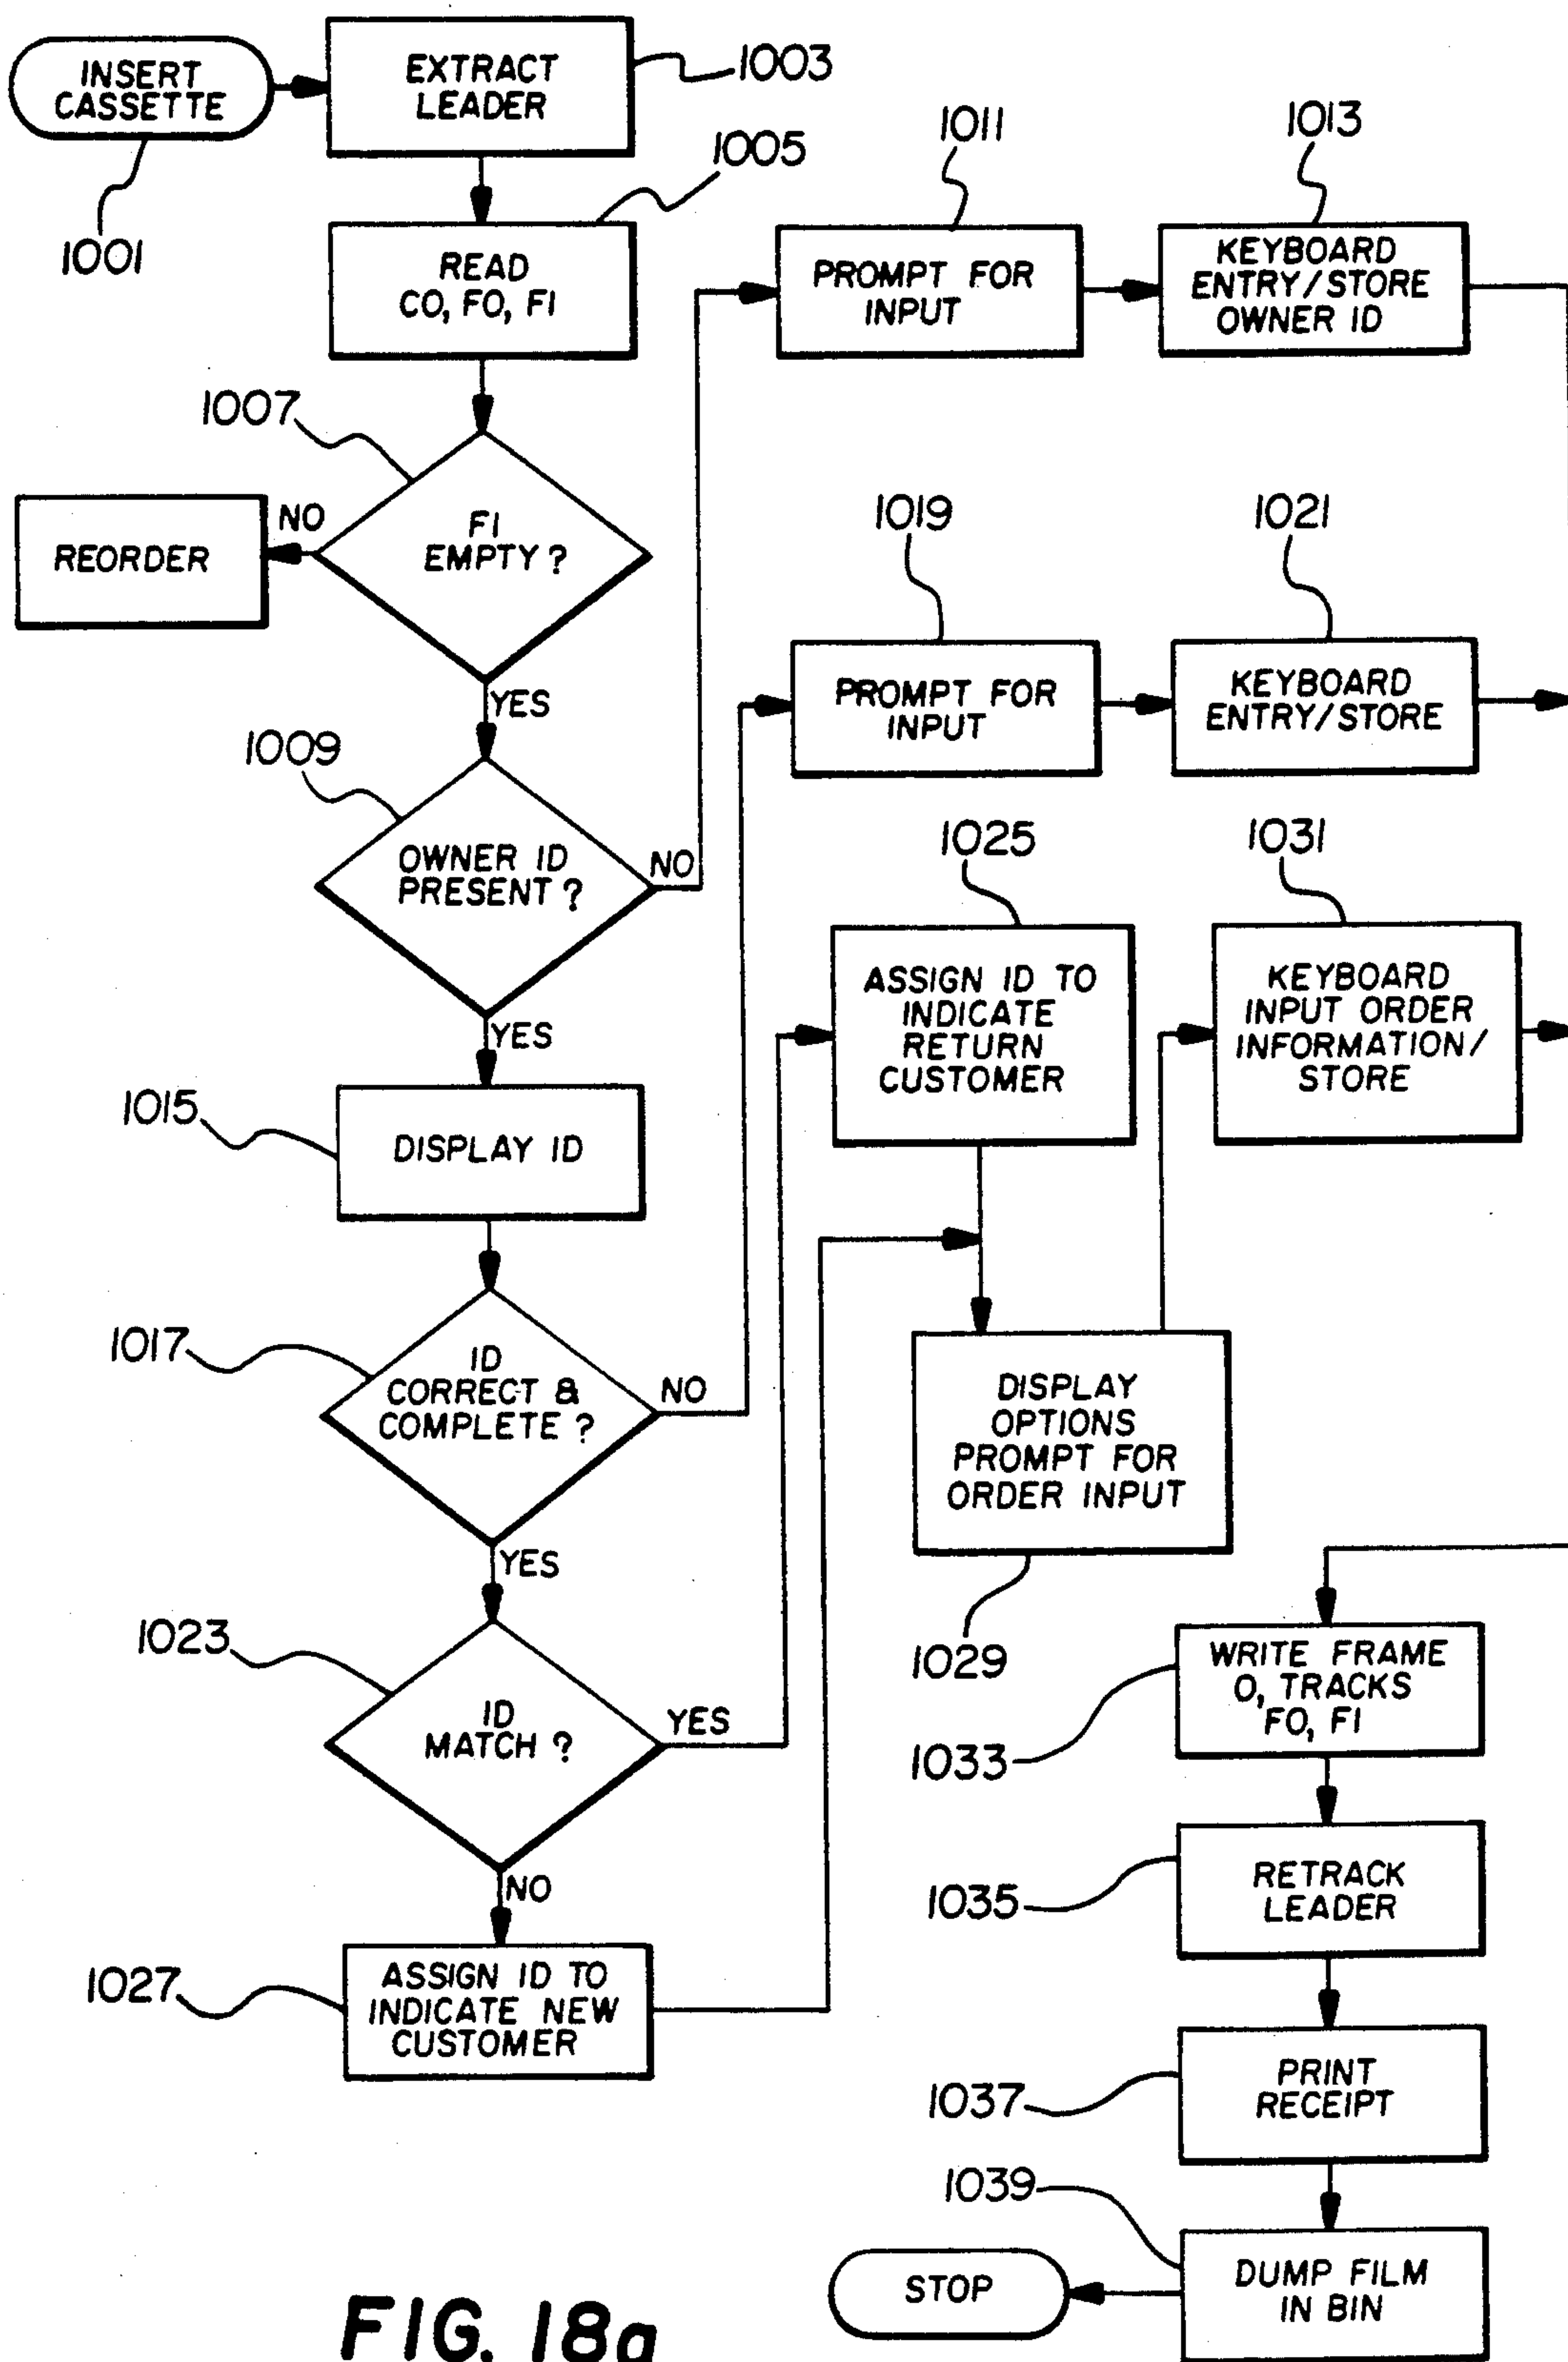 INSERT
CASSETTE
1001
EXTRACT
LEADER
1003
1005
READ
CO, FO, FI
1007
FI
EMPTY?
NO
REORDER
YES
1009
OWNER ID
PRESENT?
NO
1011
PROMPT FOR
INPUT
1013
KEYBOARD
ENTRY/STORE
OWNER ID
YES
1015
DISPLAY ID
1017
ID
CORRECT &
COMPLETE?
NO
1019
PROMPT FOR
INPUT
1021
KEYBOARD
ENTRY/STORE
YES
1023
ID
MATCH?
YES
1025
ASSIGN ID TO
INDICATE
RETURN
CUSTOMER
NO
1027
ASSIGN ID TO
INDICATE NEW
CUSTOMER
DISPLAY
OPTIONS
PROMPT FOR
ORDER INPUT
1029
1031
KEYBOARD
INPUT ORDER
INFORMATION/
STORE
WRITE FRAME
O, TRACKS
FO, FI
1033
RETRACK
LEADER
1035
PRINT
RECEIPT
1037
1039
DUMP FILM
IN BIN
STOP
FIG. 18a